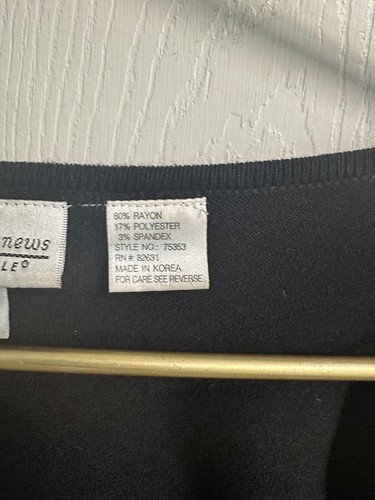 news
LE©
80% RAYON
17% POLYESTER
3% SPANDEX
STYLE NO.: 75353
RN #: 82631
MADE IN KOREA
FOR CARE SEE REVERSE